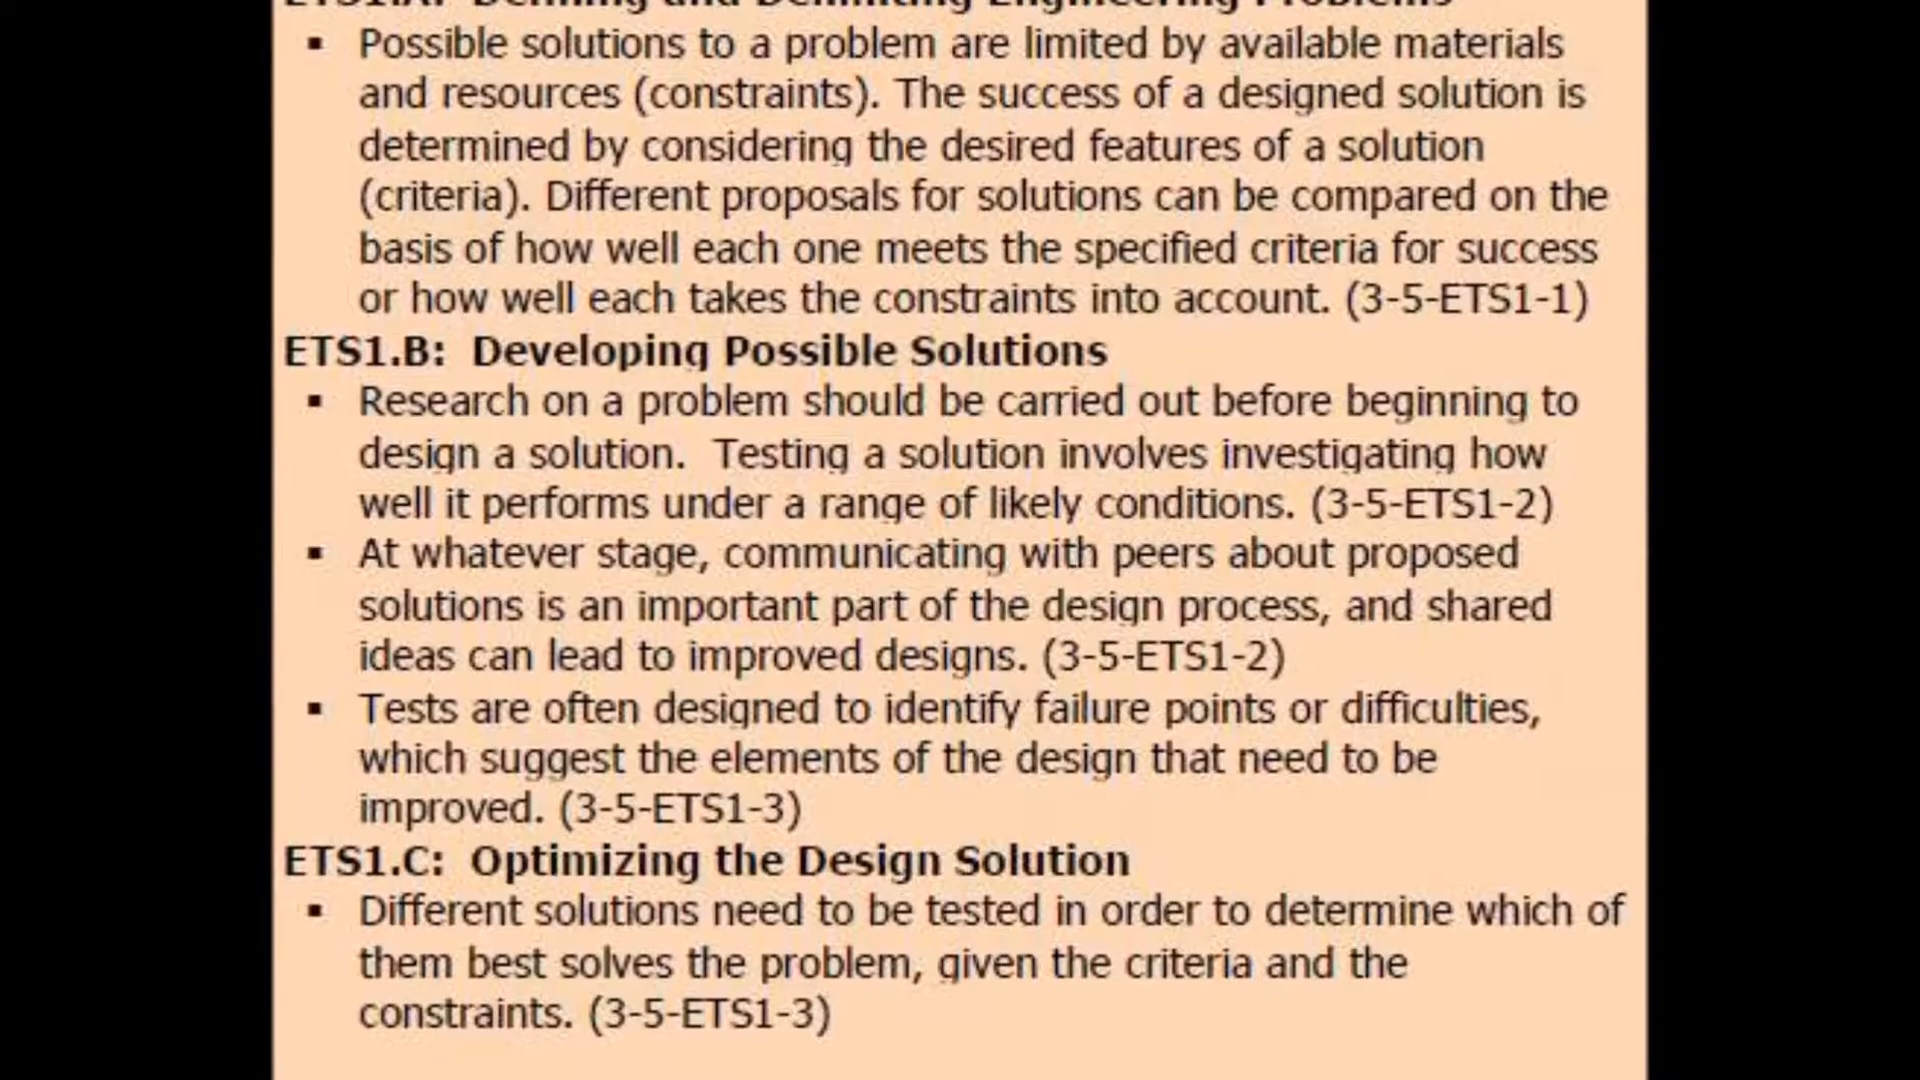 ETS1.A: Defining and Delimiting Engineering Problems
▪ Possible solutions to a problem are limited by available materials
and resources (constraints). The success of a designed solution is
determined by considering the desired features of a solution
(criteria). Different proposals for solutions can be compared on the
basis of how well each one meets the specified criteria for success
or how well each takes the constraints into account. (3-5-ETS1-1)
ETS1.B: Developing Possible Solutions
▪ Research on a problem should be carried out before beginning to
design a solution. Testing a solution involves investigating how
well it performs under a range of likely conditions. (3-5-ETS1-2)
▪ At whatever stage, communicating with peers about proposed
solutions is an important part of the design process, and shared
ideas can lead to improved designs. (3-5-ETS1-2)
▪ Tests are often designed to identify failure points or difficulties,
which suggest the elements of the design that need to be
improved. (3-5-ETS1-3)
ETS1.C: Optimizing the Design Solution
▪ Different solutions need to be tested in order to determine which of
them best solves the problem, given the criteria and the
constraints. (3-5-ETS1-3)